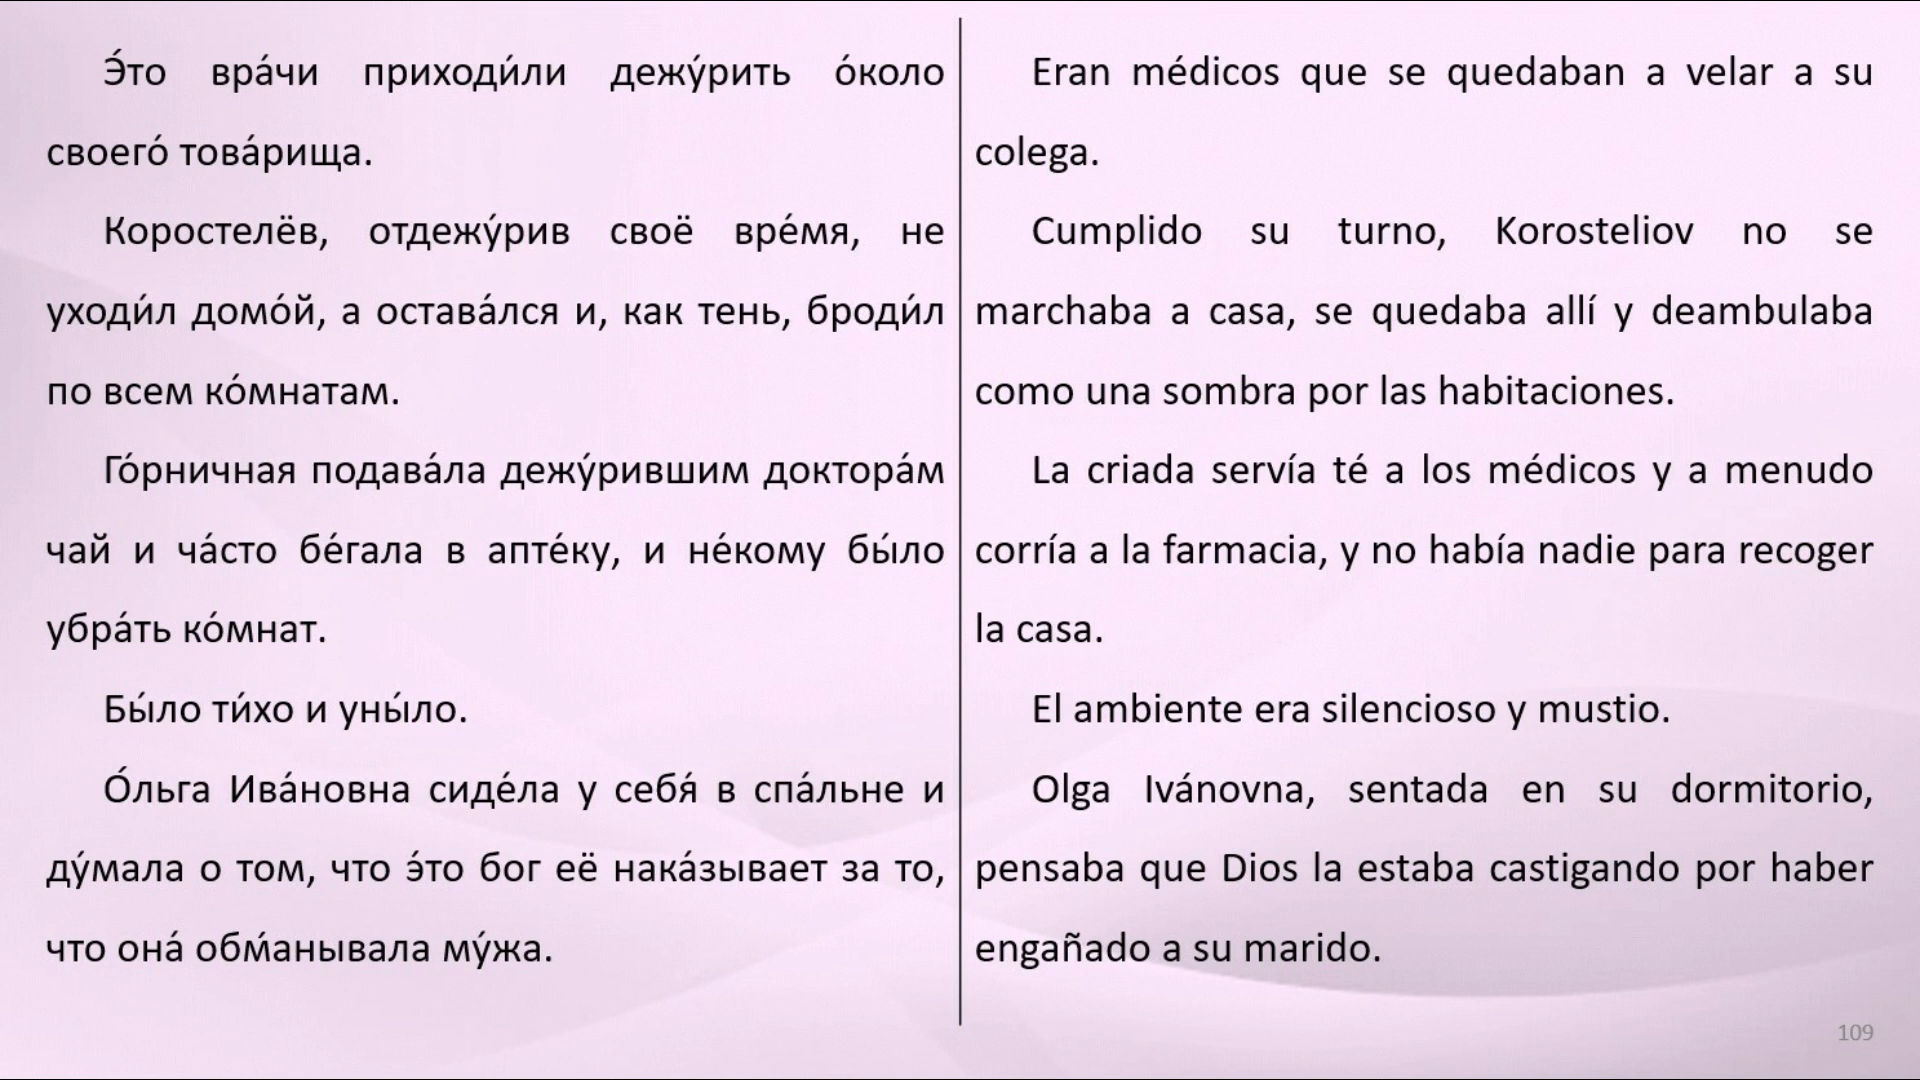 Э́то вра́чи приходи́ли дежу́рить о́коло
своего́ това́рища.
Коростелёв, отдежу́рив своё вре́мя, не
уходи́л домо́й, а остава́лся и, как тень, броди́л
по всем ко́мнатам.
Го́рничная подава́ла дежу́рившим доктора́м
чай и ча́сто бе́гала в апте́ку, и не́кому бы́ло
убра́ть ко́мнат.
Бы́ло ти́хо и уны́ло.
О́льга Ива́новна сиде́ла у себя́ в спа́льне и
ду́мала о том, что э́то бог её нака́зывает за то,
что она́ обм́анывала му́жа.
Eran médicos que se quedaban a velar a su
colega.
Cumplido su turno, Korosteliov no se
marchaba a casa, se quedaba allí y deambulaba
como una sombra por las habitaciones.
La criada servía té a los médicos y a menudo
corría a la farmacia, y no había nadie para recoger
la casa.
El ambiente era silencioso y mustio.
Olga Ivánovna, sentada en su dormitorio,
pensaba que Dios la estaba castigando por haber
engañado a su marido.
109